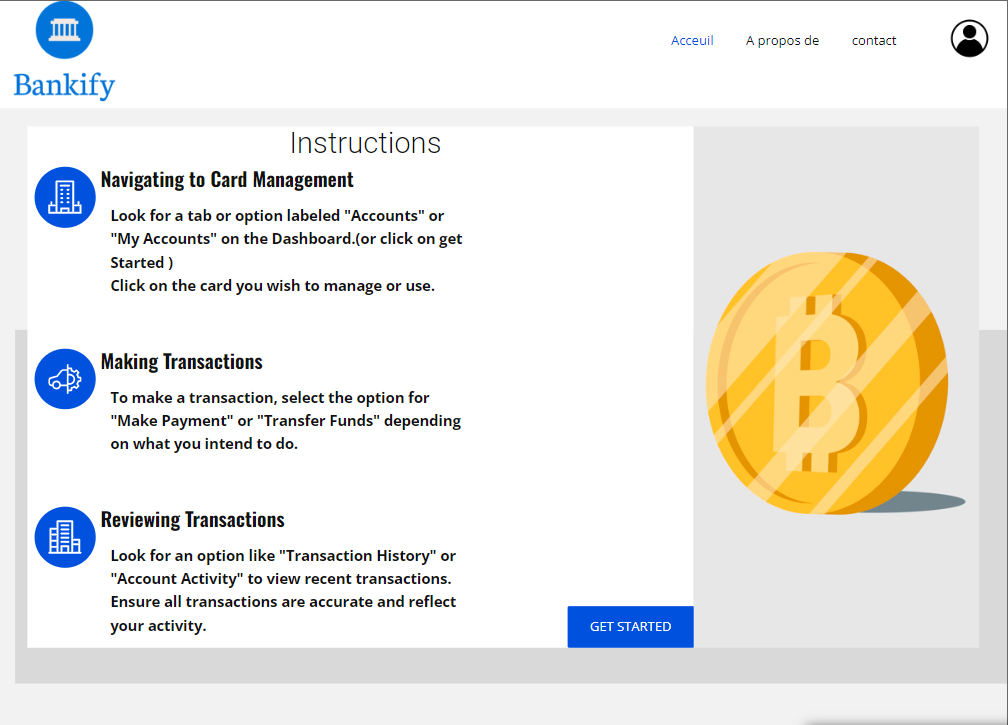 Bankify
Acceuil
A propos de
contact
Instructions
Navigating to Card Management
Look for a tab or option labeled "Accounts" or
"My Accounts" on the Dashboard.(or click on get
Started )
Click on the card you wish to manage or use.
Making Transactions
To make a transaction, select the option for
"Make Payment" or "Transfer Funds" depending
on what you intend to do.
Reviewing Transactions
Look for an option like "Transaction History" or
"Account Activity" to view recent transactions.
Ensure all transactions are accurate and reflect
your activity.
GET STARTED